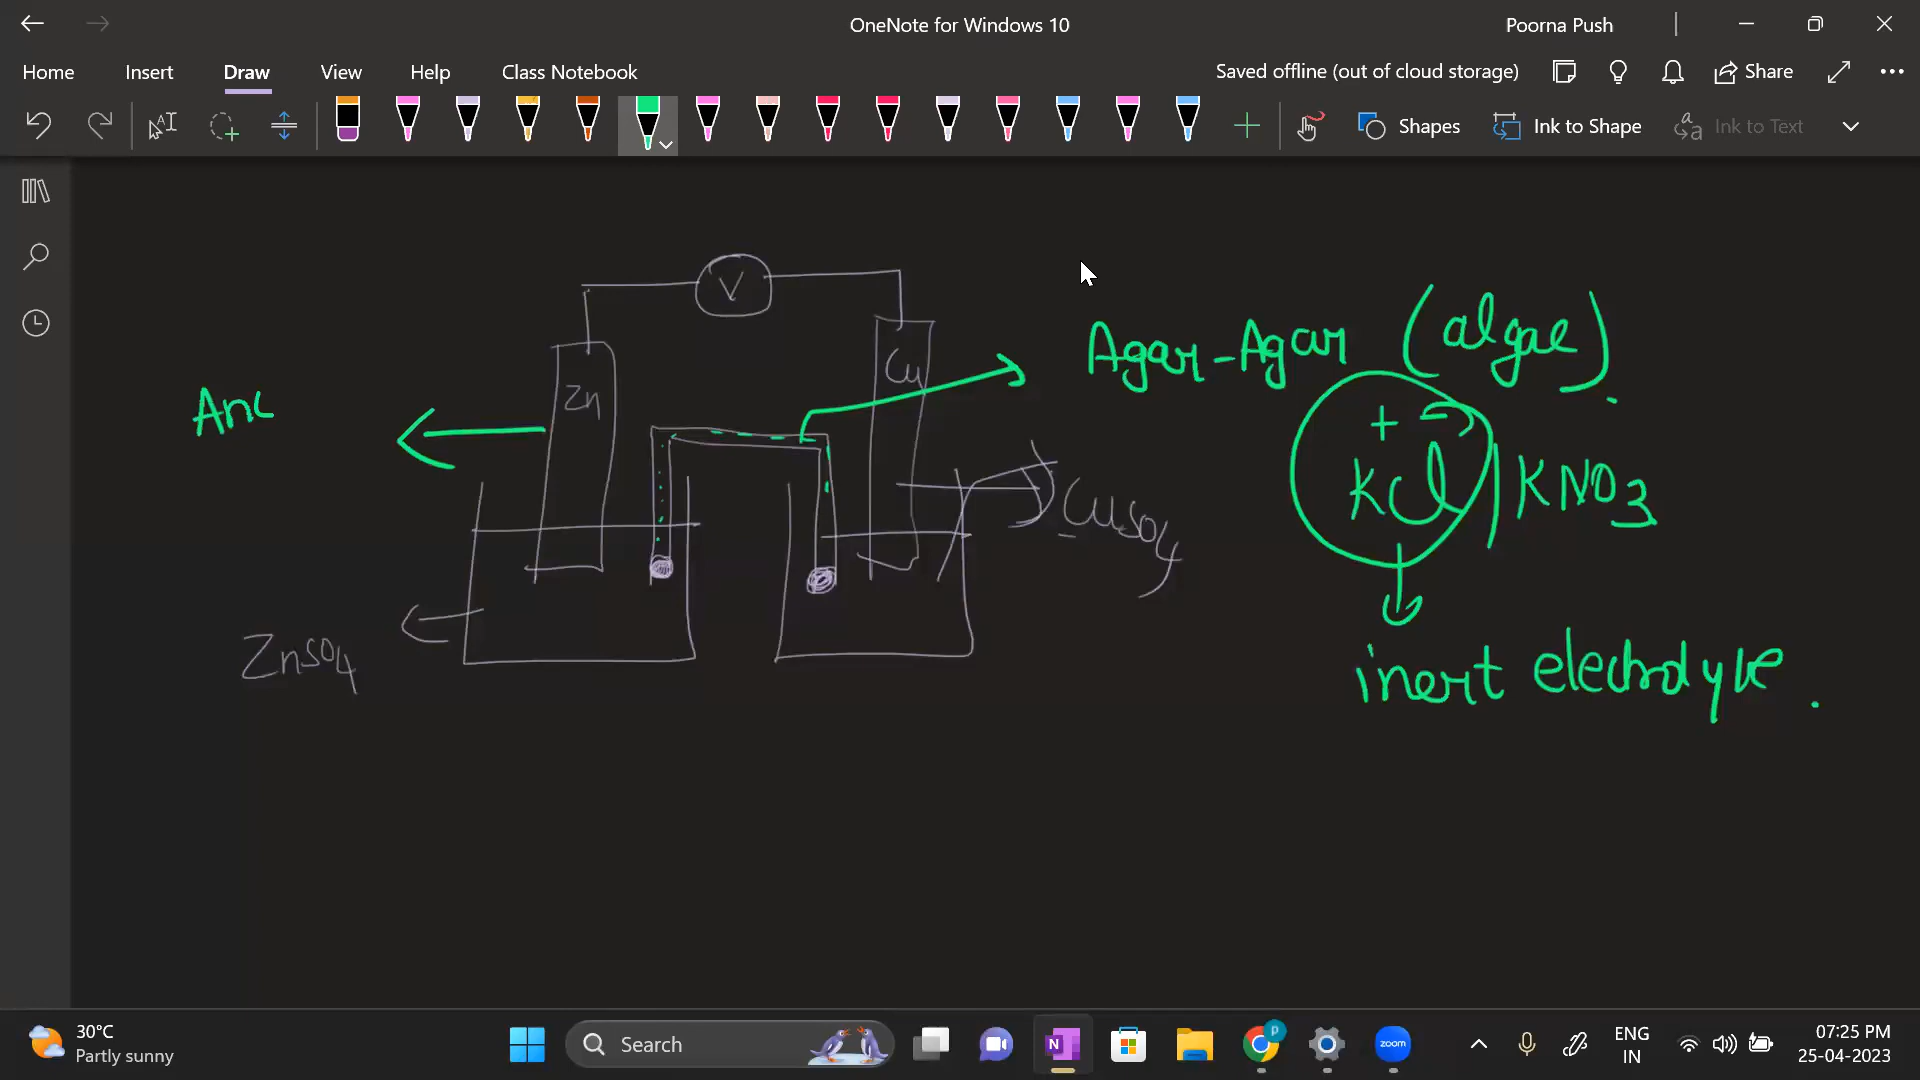 OneNote for Windows 10
Poorna Push
Home Insert Draw View Help Class Notebook
Saved offline (out of cloud storage)
Share
Shapes
Ink to Shape
Ink to Text
V
Zn
Cu
Agar-Agar (algae).
Anc
+ -
KCl | KNO3
CuSO4
ZnSO4
inert electrolyte.
30°C
Partly sunny
Search
zoom
ENG
IN
07:25 PM
25-04-2023